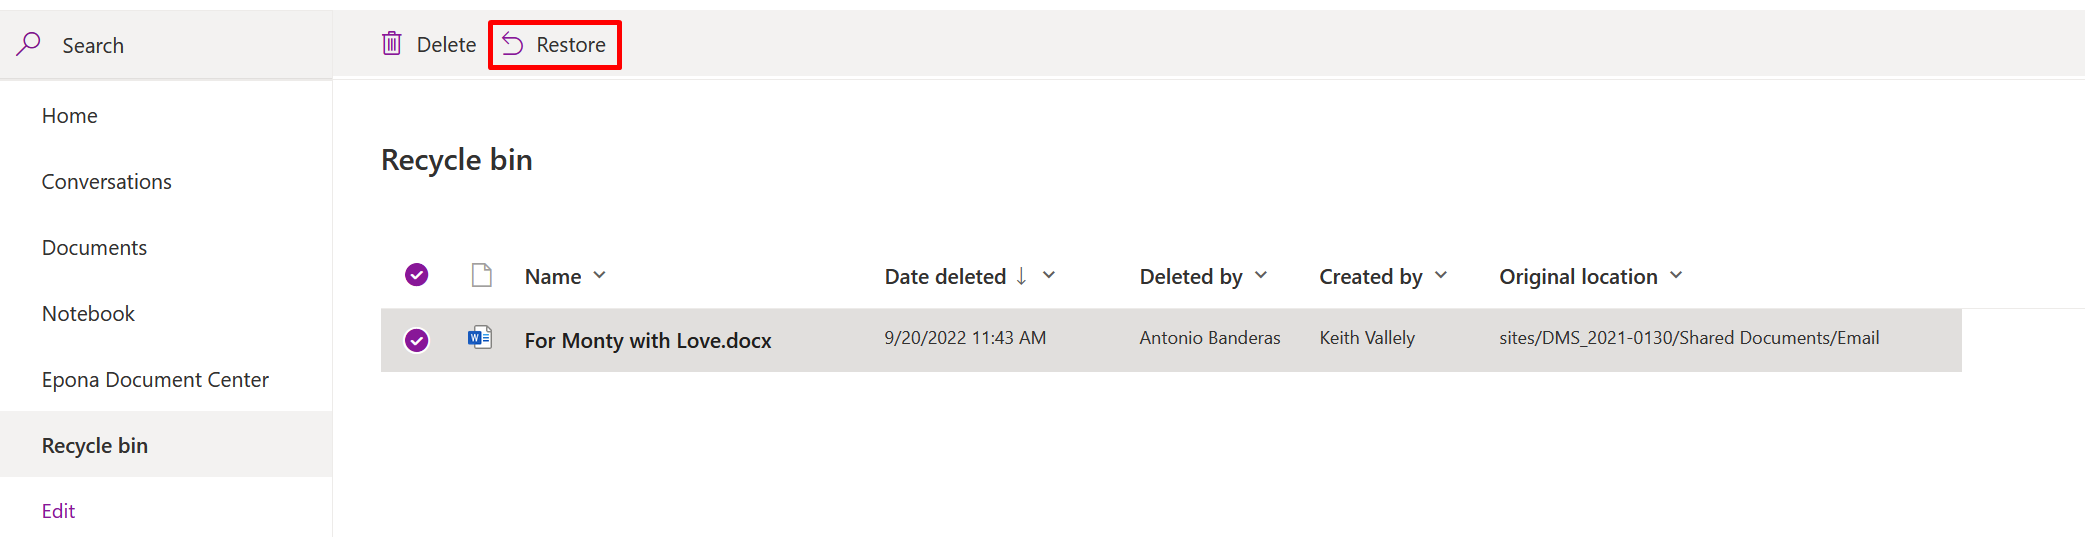 Search
Delete Restore
Home
Conversations
Documents
Notebook
Epona Document Center
Recycle bin
Edit
Recycle bin
Name Date deleted Deleted by Created by Original location
For Monty with Love.docx 9/20/2022 11:43 AM Antonio Banderas Keith Vallely sites/DMS_2021-0130/Shared Documents/Email